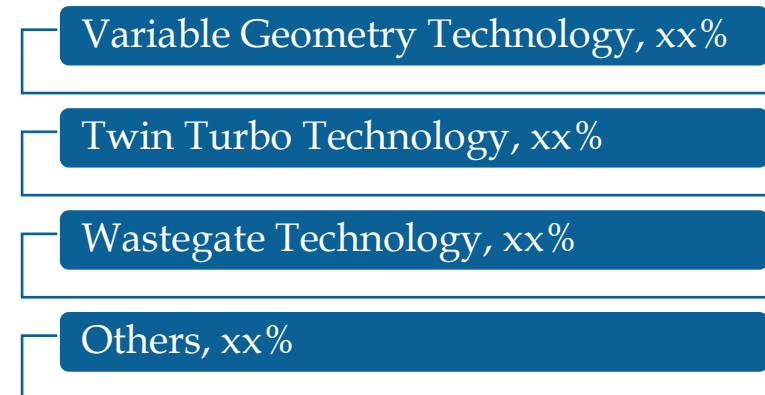 Variable Geometry Technology, xx%
Twin Turbo Technology, xx%
Wastegate Technology, xx%
Others, xx%